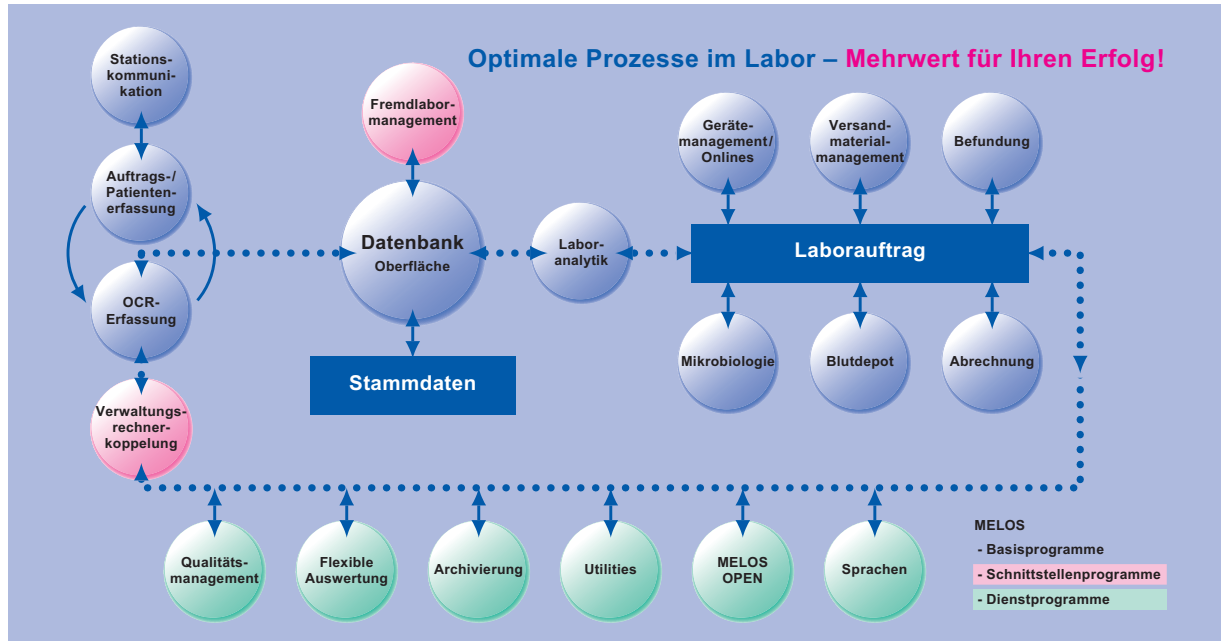 Optimale Prozesse im Labor – Mehrwert für Ihren Erfolg!
Stations-
kommuni-
kation
Auftrags-/
Patienten-
erfassung
OCR-
Erfassung
Verwaltungs-
rechner-
koppelung
Fremdlabor-
management
Datenbank
Oberfläche
Stammdaten
Labor-
analytik
Geräte-
management/
Onlines
Versand-
material-
management
Befundung
Laborauftrag
Mikrobiologie
Blutdepot
Abrechnung
Qualitäts-
management
Flexible
Auswertung
Archivierung
Utilities
MELOS
OPEN
Sprachen
MELOS
- Basisprogramme
- Schnittstellenprogramme
- Dienstprogramme